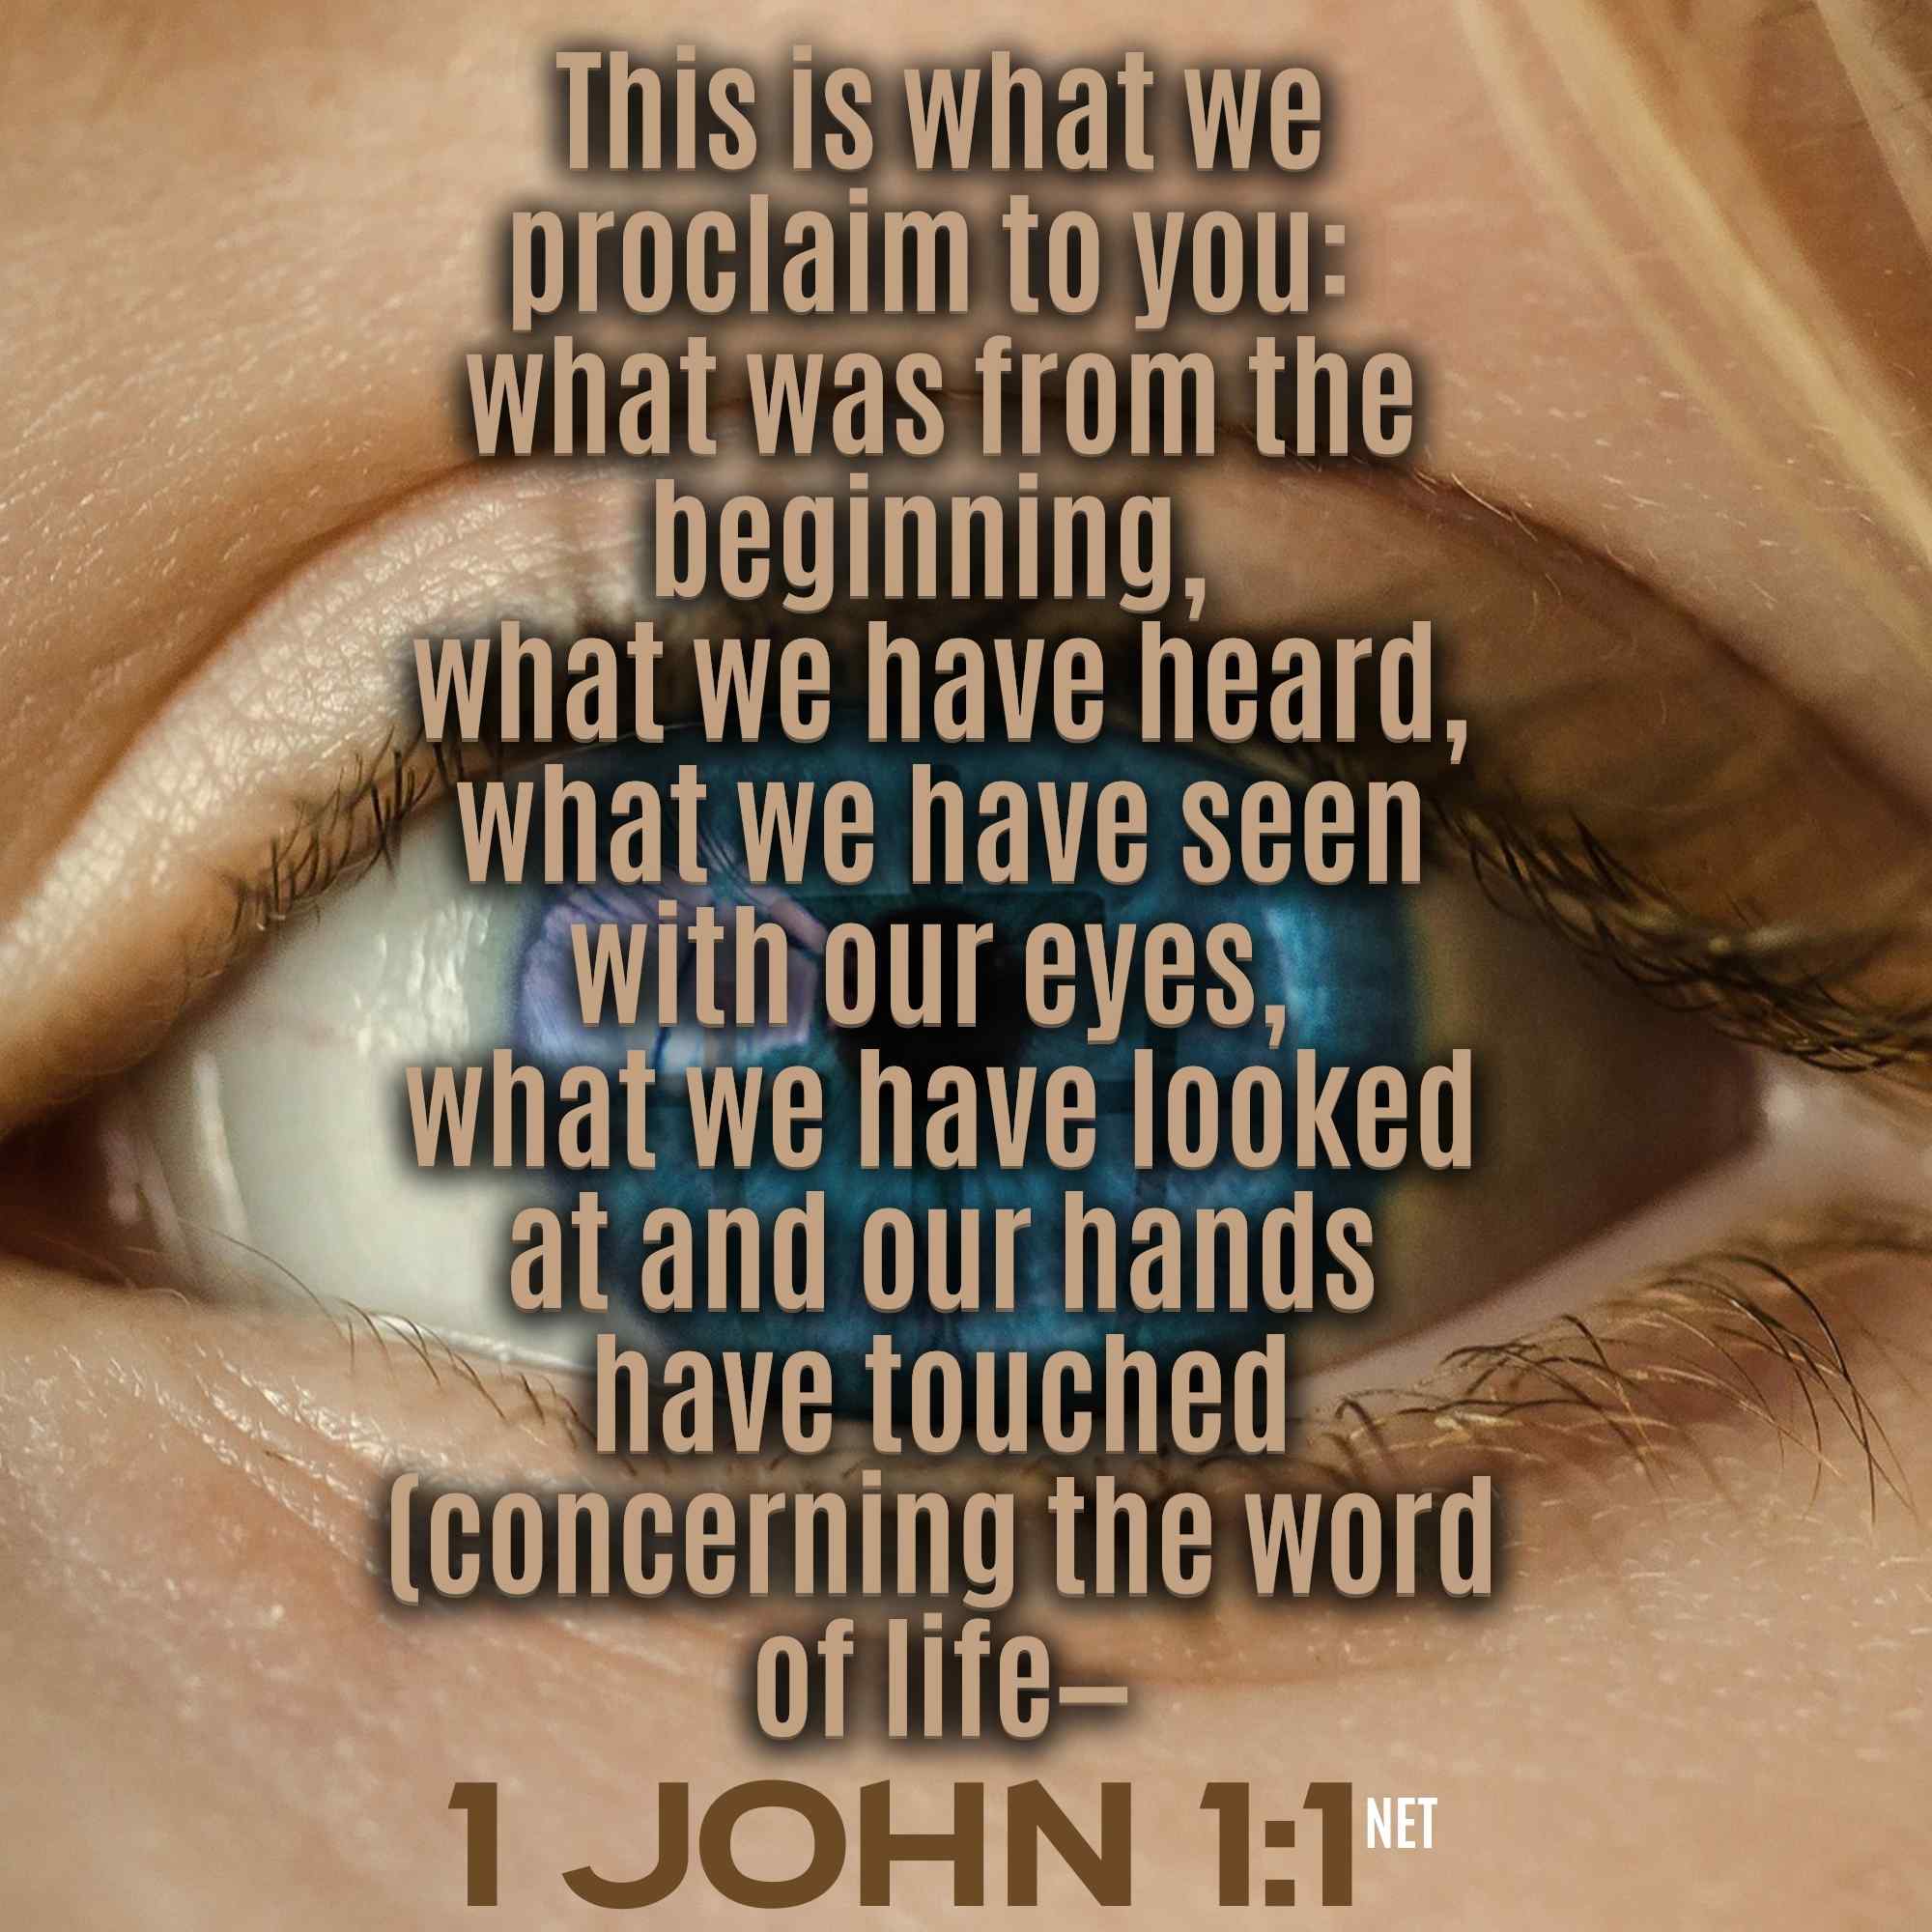 This is what we
proclaim to you:
what was from the
beginning,
what we have heard,
what we have seen
with our eyes,
what we have looked
at and our hands
have touched
(concerning the word
of life—
1 JOHN 1:1 NET